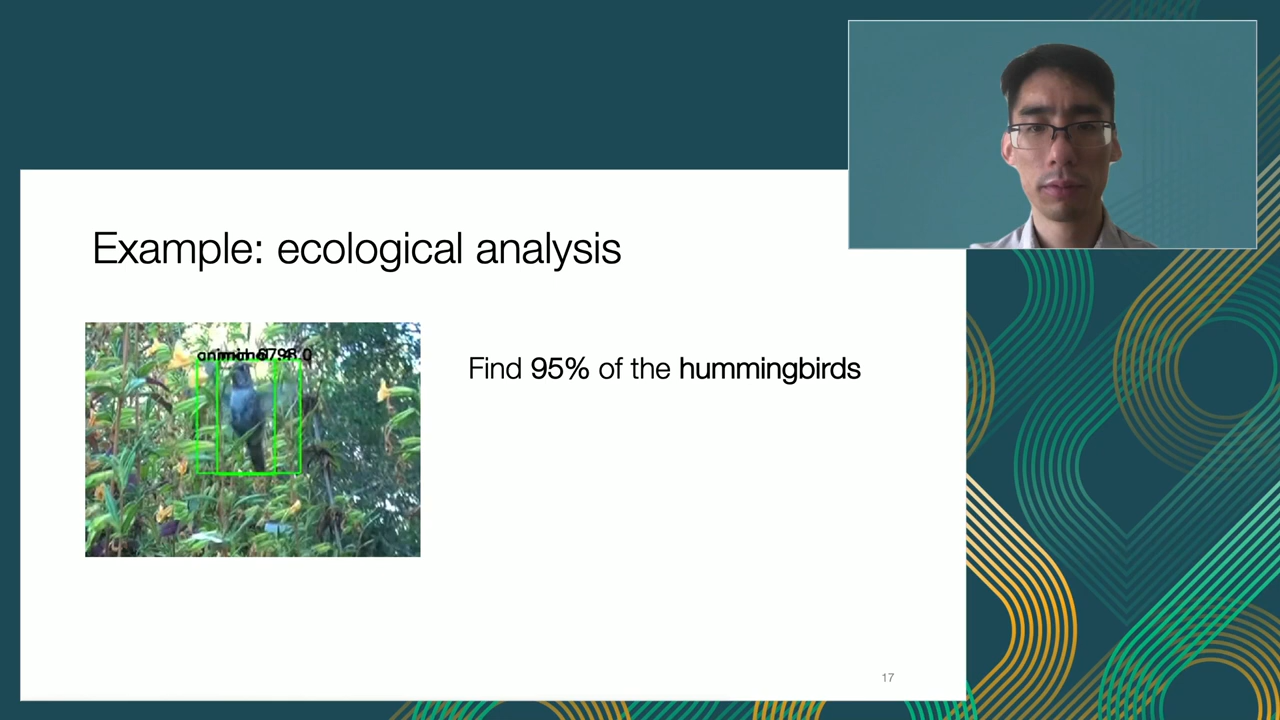 Example: ecological analysis
Find 95% of the hummingbirds
17